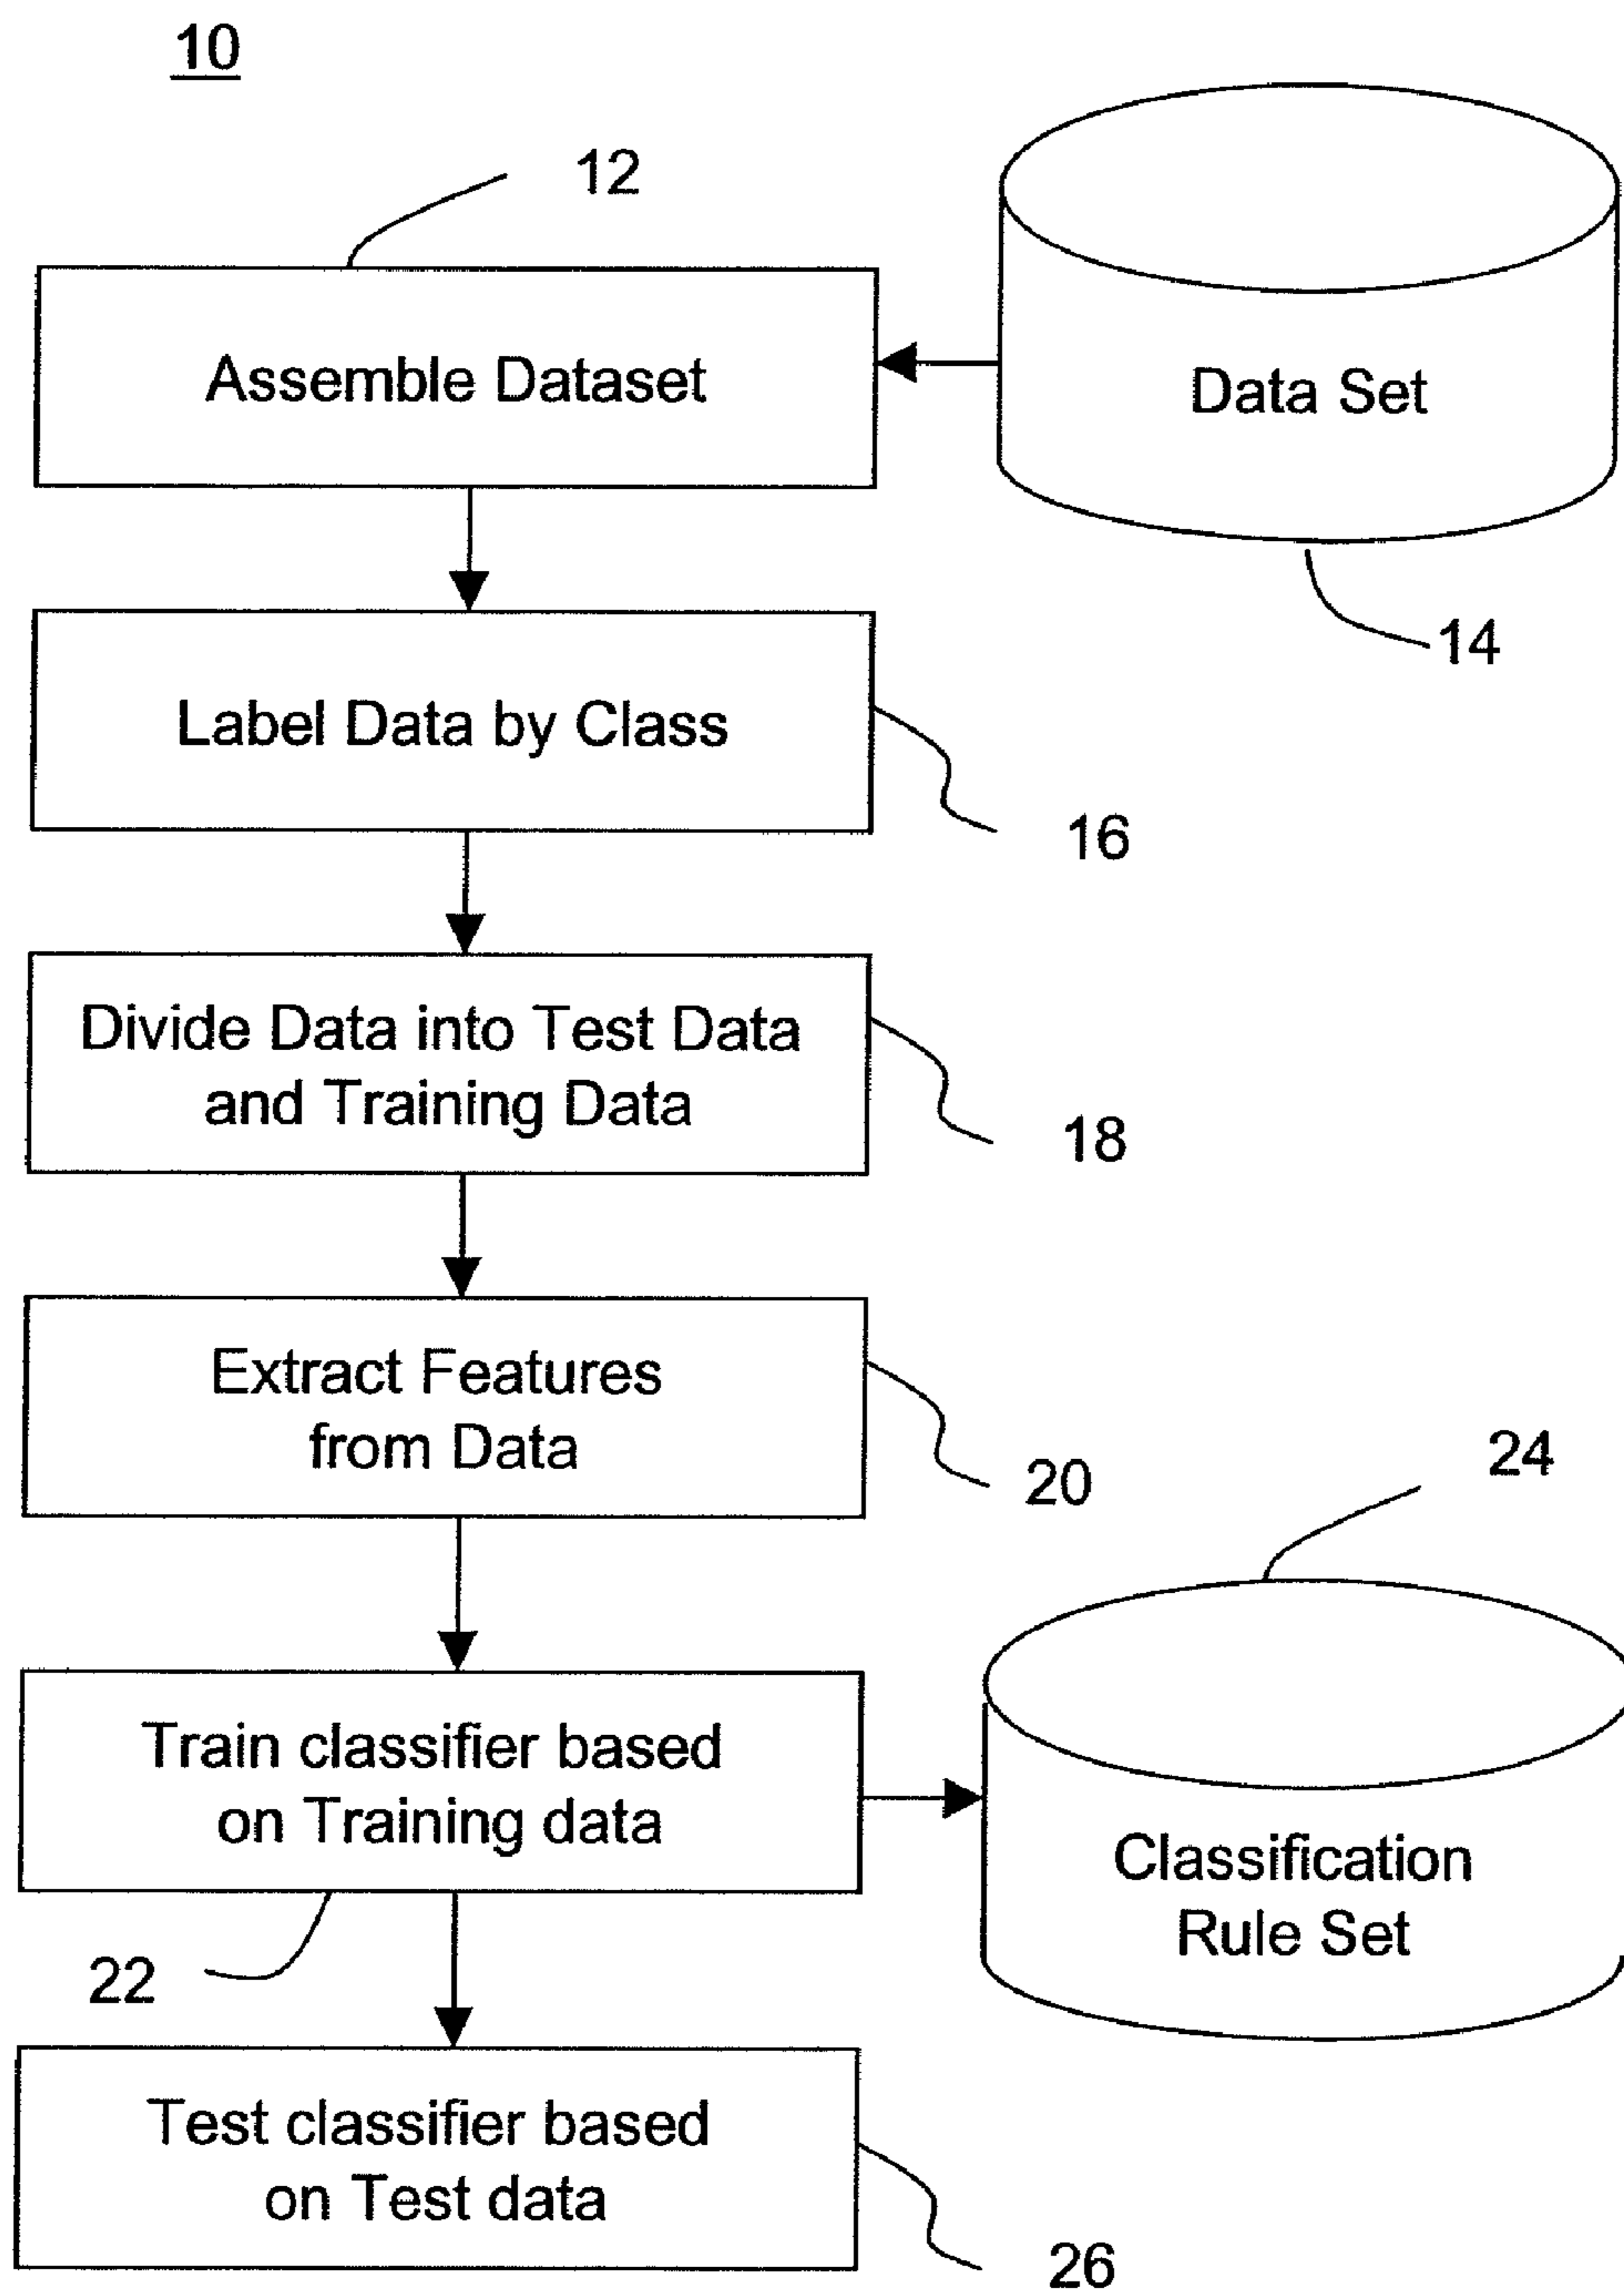 10
12
Assemble Dataset
Data Set
14
Label Data by Class
16
Divide Data into Test Data
and Training Data
18
Extract Features
from Data
20
24
Train classifier based
on Training data
Classification
Rule Set
22
Test classifier based
on Test data
26